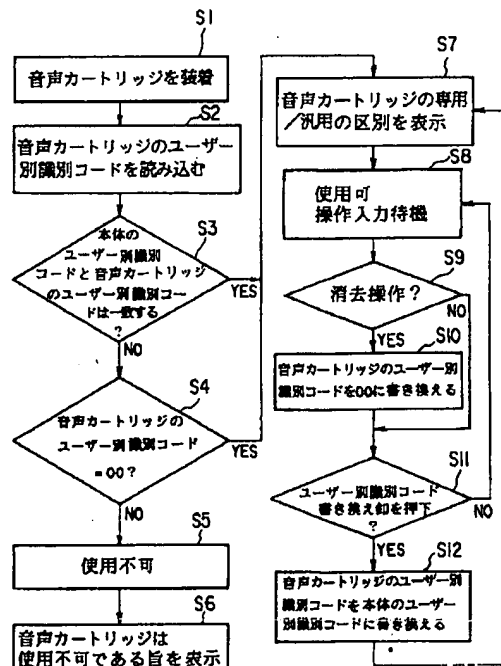 S1
音声カートリッジを装着
S2
音声カートリッジのユーザー
別識別コードを読み込む
S3
本体の
ユーザー別識別
コードと音声カートリッジ
のユーザー別識別コー
ドは一致する
?
YES
NO
S4
音声カートリッジの
ユーザー別識別コード
=00?
YES
NO
S5
使用不可
S6
音声カートリッジは
使用不可である旨を表示
S7
音声カートリッジの専用
/汎用の区別を表示
S8
使用可
操作入力待機
S9
消去操作?
NO
YES
S10
音声カートリッジのユーザー別
識別コードを00に書き換える
S11
ユーザー別識別コード
書き換え釦を押下
?
NO
YES
S12
音声カートリッジのユーザー別
識別コードを本体のユーザー
別識別コードに書き換える